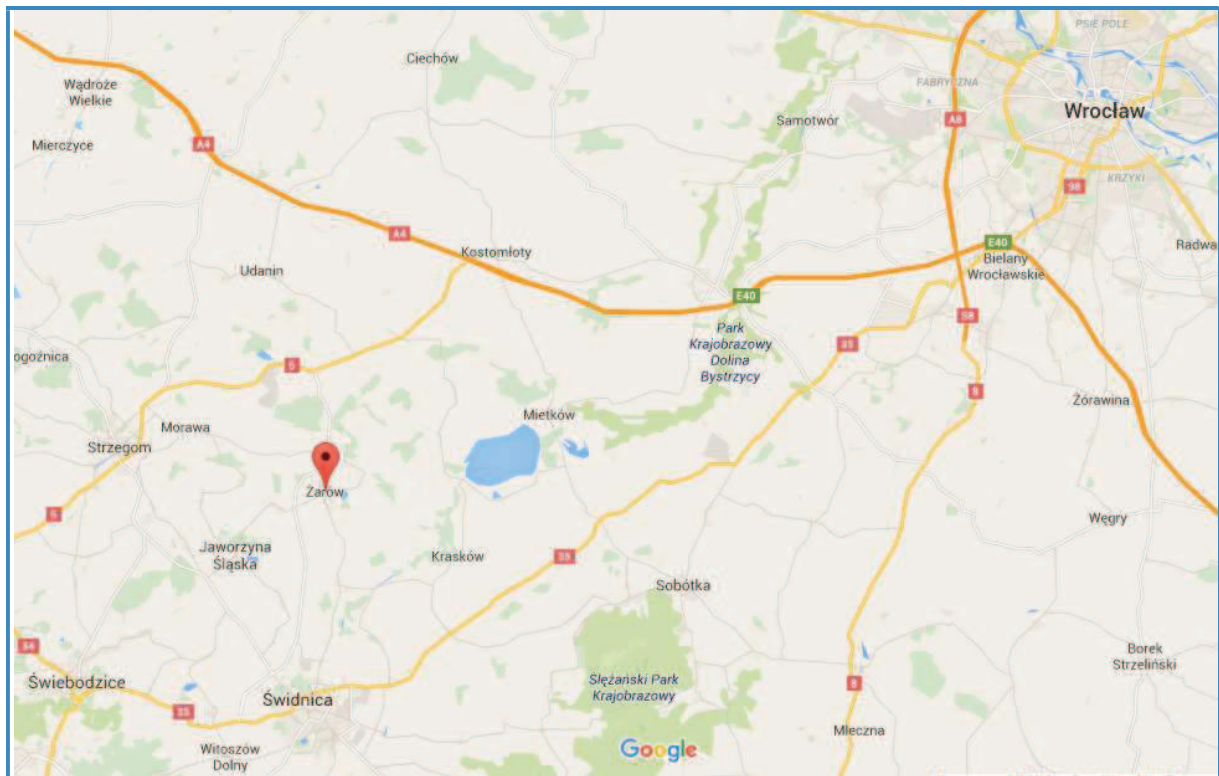 PSIE POLE
Ciechów
Wądroże
Wielkie
FABRYCZNA
Wrocław
Samotwór
A8
Mierczyce
A4
KRZYKI
98
A4
E40
Radwa
Kostomłoty
Bielany
Wrocławskie
Udanin
E40
S8
Park
Krajobrazowy
Dolina
Bystrzycy
35
ogoźnica
5
8
Żórawina
Mietków
Morawa
Strzegom
Żarów
5
Węgry
Jaworzyna
Śląska
Krasków
35
Sobótka
34
Borek
Strzeliński
Świebodzice
Ślężański Park
Krajobrazowy
8
Świdnica
35
Mleczna
Witoszów
Dolny
Google